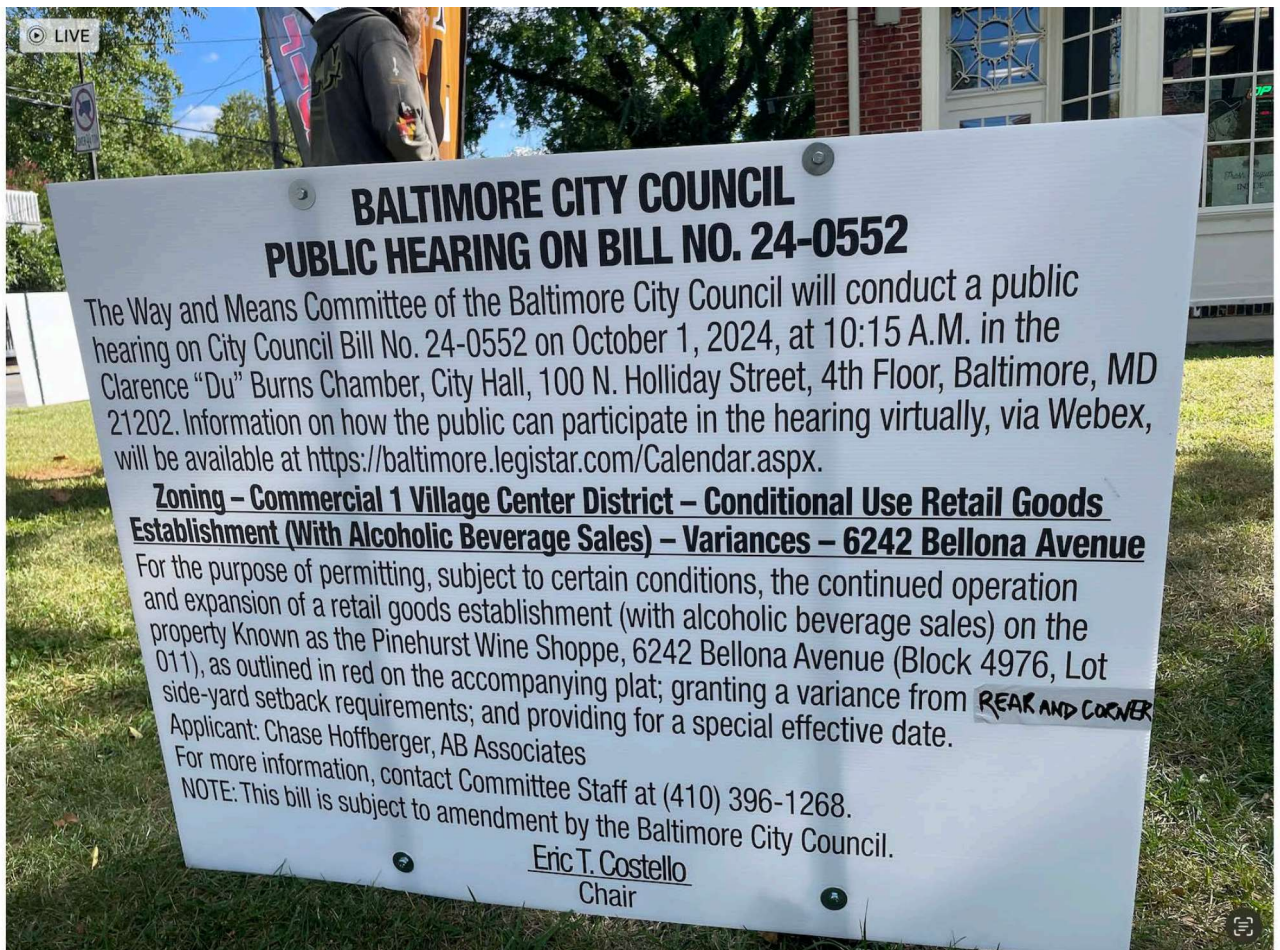 LIVE
BALTIMORE CITY COUNCIL
PUBLIC HEARING ON BILL NO. 24-0552
The Way and Means Committee of the Baltimore City Council will conduct a public
hearing on City Council Bill No. 24-0552 on October 1, 2024, at 10:15 A.M. in the
Clarence “Du” Burns Chamber, City Hall, 100 N. Holliday Street, 4th Floor, Baltimore, MD
21202. Information on how the public can participate in the hearing virtually, via Webex,
will be available at https://baltimore.legistar.com/Calendar.aspx.
Zoning – Commercial 1 Village Center District – Conditional Use Retail Goods
Establishment (With Alcoholic Beverage Sales) – Variances – 6242 Bellona Avenue
For the purpose of permitting, subject to certain conditions, the continued operation
and expansion of a retail goods establishment (with alcoholic beverage sales) on the
property Known as the Pinehurst Wine Shoppe, 6242 Bellona Avenue (Block 4976, Lot
011), as outlined in red on the accompanying plat; granting a variance from REAR AND CORNER
side-yard setback requirements; and providing for a special effective date.
Applicant: Chase Hoffberger, AB Associates
For more information, contact Committee Staff at (410) 396-1268.
NOTE: This bill is subject to amendment by the Baltimore City Council.
Eric T. Costello
Chair